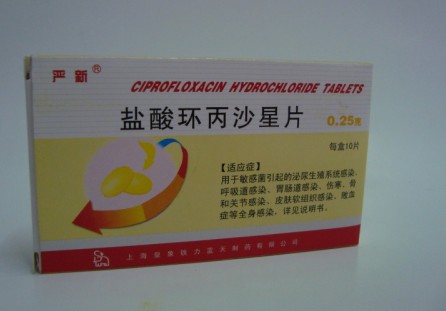 严新®
CIPROFLOXACIN HYDROCHLORIDE TABLETS
盐酸环丙沙星片
0.25克
每盒10片
【适应症】
用于敏感菌引起的泌尿生殖系统感染、
呼吸道感染、胃肠道感染、伤寒、骨
和关节感染、皮肤软组织感染、败血
症等全身感染。详见说明书。